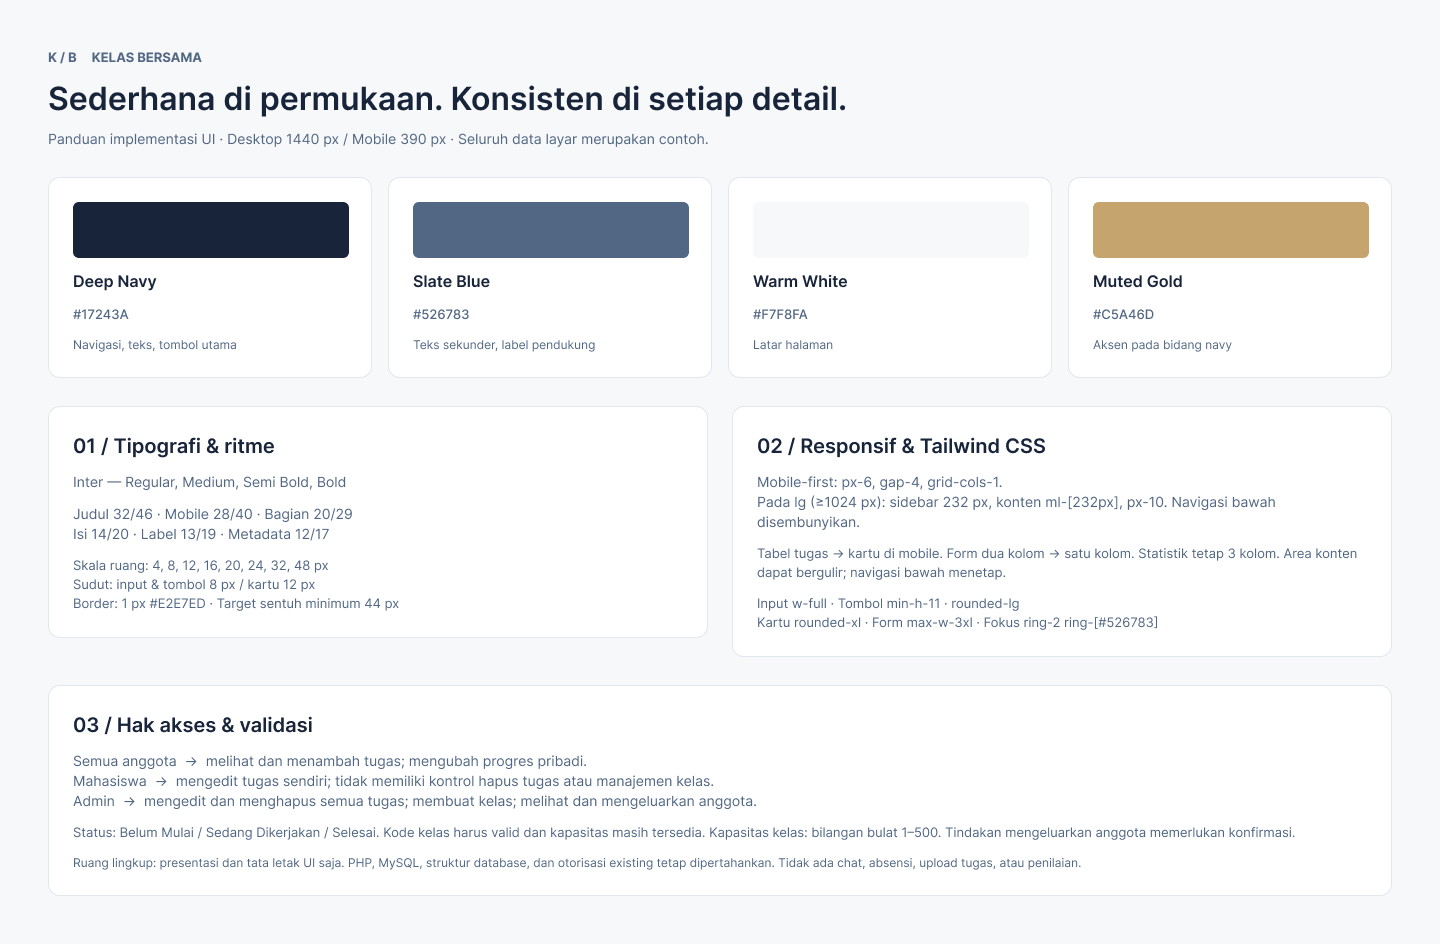 K / B KELAS BERSAMA
Sederhana di permukaan. Konsisten di setiap detail.
Panduan implementasi UI · Desktop 1440 px / Mobile 390 px · Seluruh data layar merupakan contoh.
Deep Navy
#17243A
Navigasi, teks, tombol utama
Slate Blue
#526783
Teks sekunder, label pendukung
Warm White
#F7F8FA
Latar halaman
Muted Gold
#C5A46D
Aksen pada bidang navy
01 / Tipografi & ritme
Inter — Regular, Medium, Semi Bold, Bold
Judul 32/46 · Mobile 28/40 · Bagian 20/29
Isi 14/20 · Label 13/19 · Metadata 12/17
Skala ruang: 4, 8, 12, 16, 20, 24, 32, 48 px
Sudut: input & tombol 8 px / kartu 12 px
Border: 1 px #E2E7ED · Target sentuh minimum 44 px
02 / Responsif & Tailwind CSS
Mobile-first: px-6, gap-4, grid-cols-1.
Pada lg (≥1024 px): sidebar 232 px, konten ml-[232px], px-10. Navigasi bawah
disembunyikan.
Tabel tugas → kartu di mobile. Form dua kolom → satu kolom. Statistik tetap 3 kolom. Area konten
dapat bergulir; navigasi bawah menetap.
Input w-full · Tombol min-h-11 · rounded-lg
Kartu rounded-xl · Form max-w-3xl · Fokus ring-2 ring-[#526783]
03 / Hak akses & validasi
Semua anggota → melihat dan menambah tugas; mengubah progres pribadi.
Mahasiswa → mengedit tugas sendiri; tidak memiliki kontrol hapus tugas atau manajemen kelas.
Admin → mengedit dan menghapus semua tugas; membuat kelas; melihat dan mengeluarkan anggota.
Status: Belum Mulai / Sedang Dikerjakan / Selesai. Kode kelas harus valid dan kapasitas masih tersedia. Kapasitas kelas: bilangan bulat 1–500. Tindakan mengeluarkan anggota memerlukan konfirmasi.
Ruang lingkup: presentasi dan tata letak UI saja. PHP, MySQL, struktur database, dan otorisasi existing tetap dipertahankan. Tidak ada chat, absensi, upload tugas, atau penilaian.